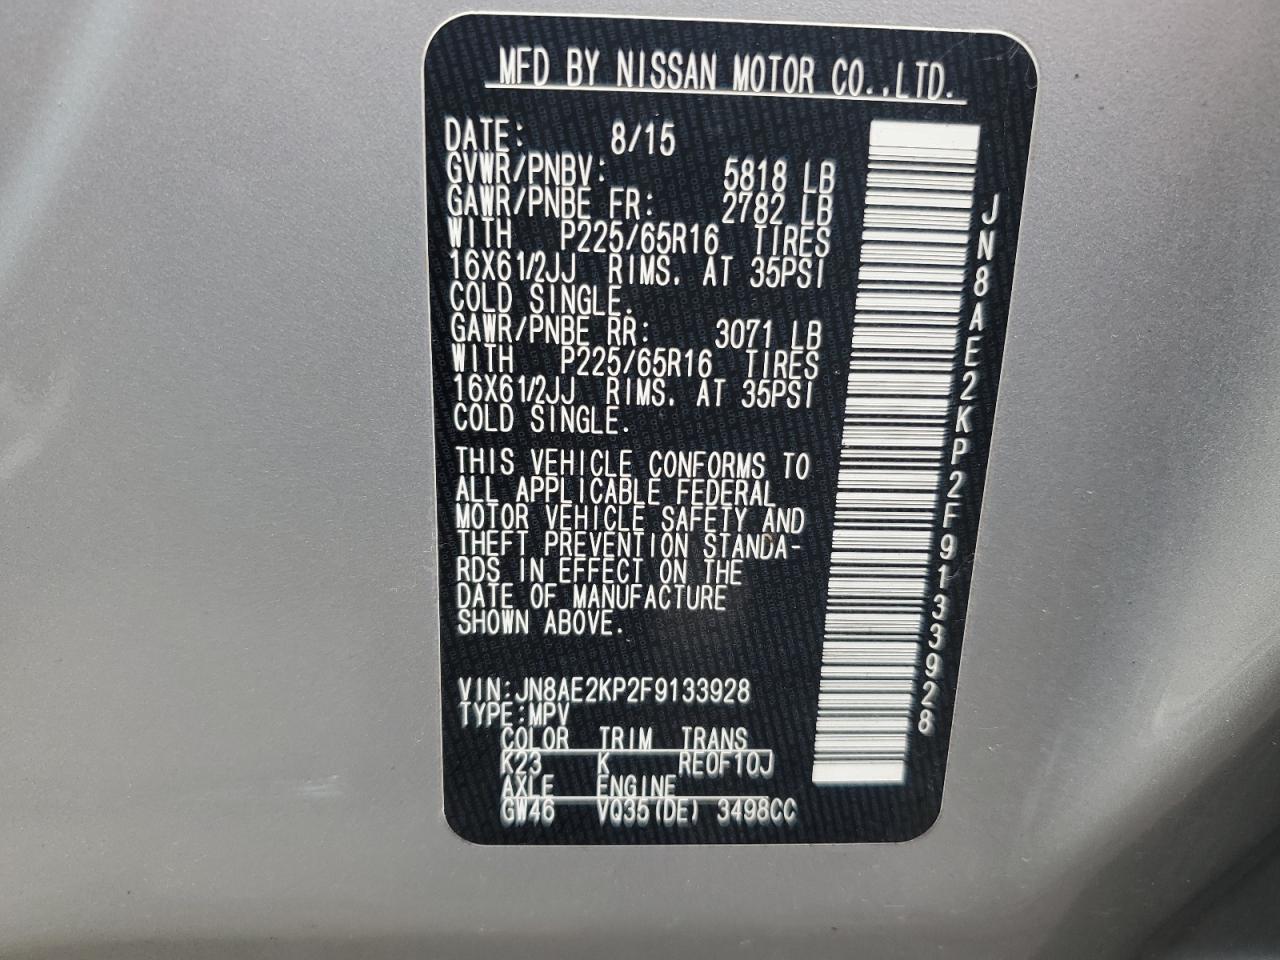 MFD BY NISSAN MOTOR CO.,LTD.
DATE: 8/15
GVWR/PNBV: 5818 LB
GAWR/PNBE FR: 2782 LB
WITH P225/65R16 TIRES
16X61/2JJ RIMS. AT 35PSI
COLD SINGLE.
GAWR/PNBE RR: 3071 LB
WITH P225/65R16 TIRES
16X61/2JJ RIMS. AT 35PSI
COLD SINGLE.
THIS VEHICLE CONFORMS TO
ALL APPLICABLE FEDERAL
MOTOR VEHICLE SAFETY AND
THEFT PREVENTION STANDA-
RDS IN EFFECT ON THE
DATE OF MANUFACTURE
SHOWN ABOVE.
VIN:JN8AE2KP2F9133928
TYPE:MPV
COLOR TRIM TRANS
K23 K RE0F10J
AXLE ENGINE
GW46 VQ35(DE) 3498CC
JN8AE2KP2F9133928